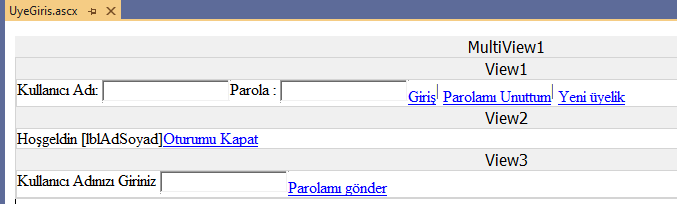 UyeGiris.ascx
MultiView1
View1
Kullanıcı Adı: Parola : Giriş Parolamı Unuttum Yeni üyelik
View2
Hoşgeldin [lblAdSoyad]Oturumu Kapat
View3
Kullanıcı Adınızı Giriniz Parolamı gönder